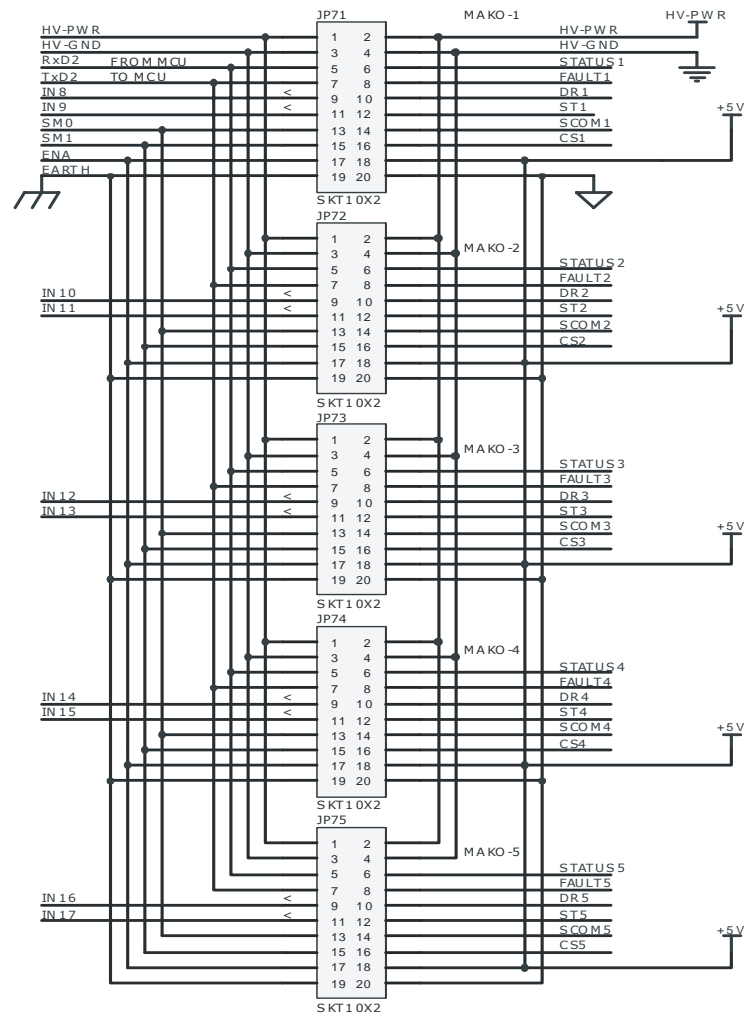 JP71 MAKO-1 HV-PWR
HV-PWR 1 2 HV-PWR
HV-GND 3 4 HV-GND
RxD2 FROM MCU 5 6 STATUS1
TxD2 TO MCU 7 8 FAULT1
IN8 < 9 10 DR1
IN9 < 11 12 ST1 +5V
SM0 13 14 SCOM1
SM1 15 16 CS1
ENA 17 18
EARTH 19 20
SKT10X2
JP72
1 2
3 4 MAKO-2
5 6 STATUS2
7 8 FAULT2
IN10 < 9 10 DR2
IN11 < 11 12 ST2 +5V
13 14 SCOM2
15 16 CS2
17 18
19 20
SKT10X2
JP73
1 2
3 4 MAKO-3
5 6 STATUS3
7 8 FAULT3
IN12 < 9 10 DR3
IN13 < 11 12 ST3
13 14 SCOM3 +5V
15 16 CS3
17 18
19 20
SKT10X2
JP74
1 2
3 4 MAKO-4
5 6 STATUS4
7 8 FAULT4
IN14 < 9 10 DR4
IN15 < 11 12 ST4
13 14 SCOM4 +5V
15 16 CS4
17 18
19 20
SKT10X2
JP75
1 2
3 4 MAKO-5
5 6 STATUS5
7 8 FAULT5
IN16 < 9 10 DR5
IN17 < 11 12 ST5
13 14 SCOM5 +5V
15 16 CS5
17 18
19 20
SKT10X2